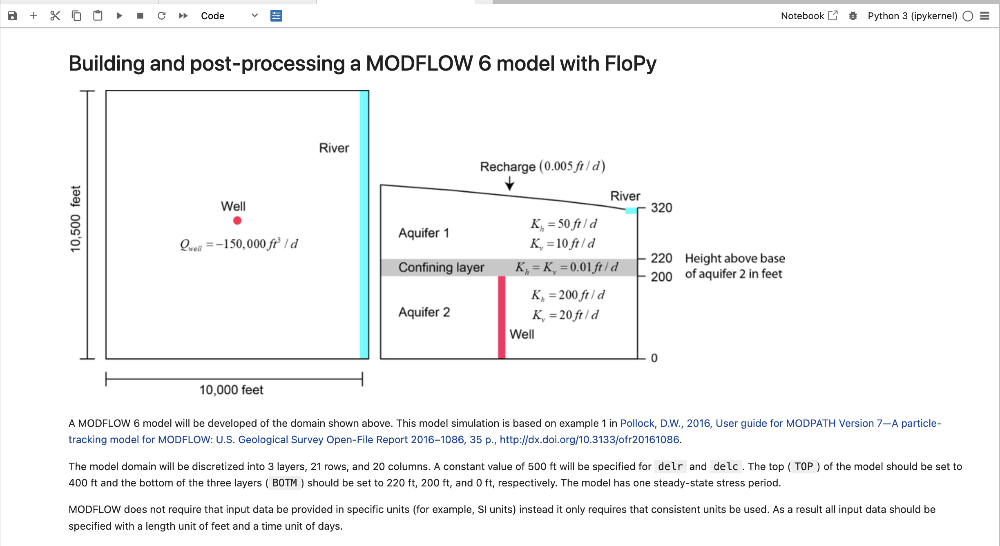 Code
Notebook
Python 3 (ipykernel)
Building and post-processing a MODFLOW 6 model with FloPy
10,500 feet
River
Well
Q_well = −150,000 ft³ / d
10,000 feet
Recharge (0.005 ft / d)
River
320
Aquifer 1
K_h = 50 ft / d
K_v = 10 ft / d
220
Height above base
Confining layer
K_h = K_v = 0.01 ft / d
200
of aquifer 2 in feet
Aquifer 2
K_h = 200 ft / d
K_v = 20 ft / d
Well
0
A MODFLOW 6 model will be developed of the domain shown above. This model simulation is based on example 1 in Pollock, D.W., 2016, User guide for MODPATH Version 7—A particle-
tracking model for MODFLOW: U.S. Geological Survey Open-File Report 2016–1086, 35 p., http://dx.doi.org/10.3133/ofr20161086.
The model domain will be discretized into 3 layers, 21 rows, and 20 columns. A constant value of 500 ft will be specified for delr and delc . The top ( TOP ) of the model should be set to
400 ft and the bottom of the three layers ( BOTM ) should be set to 220 ft, 200 ft, and 0 ft, respectively. The model has one steady-state stress period.
MODFLOW does not require that input data be provided in specific units (for example, SI units) instead it only requires that consistent units be used. As a result all input data should be
specified with a length unit of feet and a time unit of days.